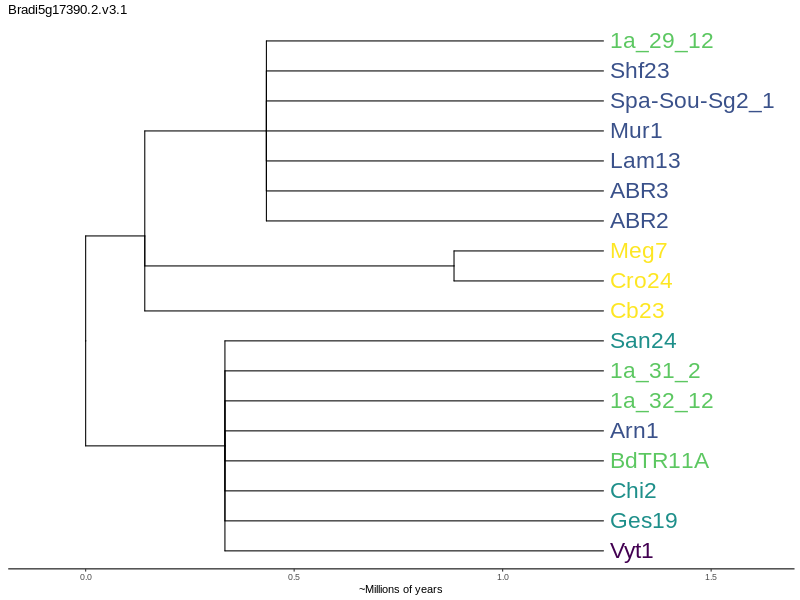 Bradi5g17390.2.v3.1
1a_29_12
Shf23
Spa-Sou-Sg2_1
Mur1
Lam13
ABR3
ABR2
Meg7
Cro24
Cb23
San24
1a_31_2
1a_32_12
Arn1
BdTR11A
Chi2
Ges19
Vyt1
0.0 0.5 1.0 1.5
~Millions of years